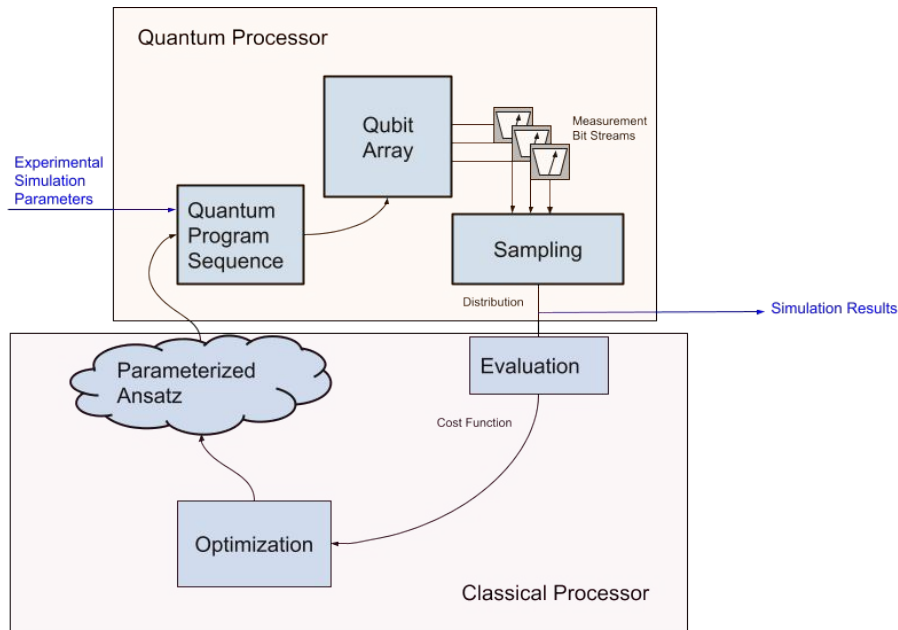 Quantum Processor
Qubit
Array
Measurement
Bit Streams
Experimental
Simulation
Parameters
Quantum
Program
Sequence
Sampling
Distribution
Simulation Results
Parameterized
Ansatz
Evaluation
Cost Function
Optimization
Classical Processor